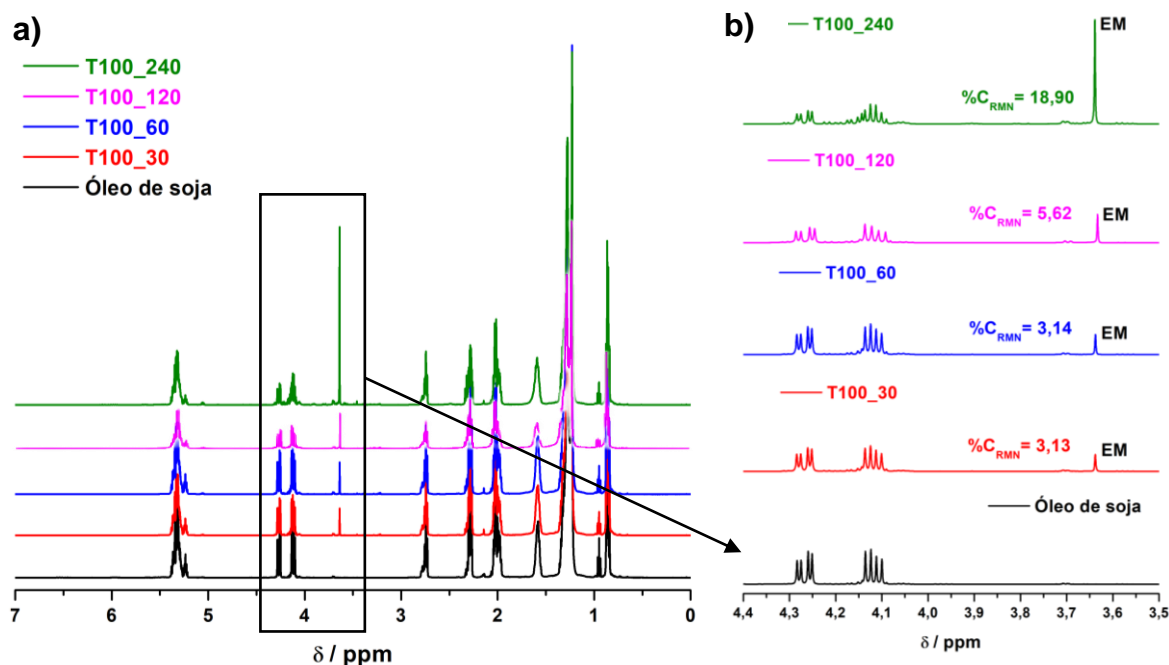 a)
T100_240
T100_120
T100_60
T100_30
Óleo de soja
7 6 5 4 3 2 1 0
δ / ppm
b)
T100_240
EM
%C_RMN = 18,90
T100_120
%C_RMN = 5,62
EM
T100_60
%C_RMN = 3,14
EM
T100_30
%C_RMN = 3,13
EM
Óleo de soja
4,4 4,3 4,2 4,1 4,0 3,9 3,8 3,7 3,6 3,5
δ / ppm